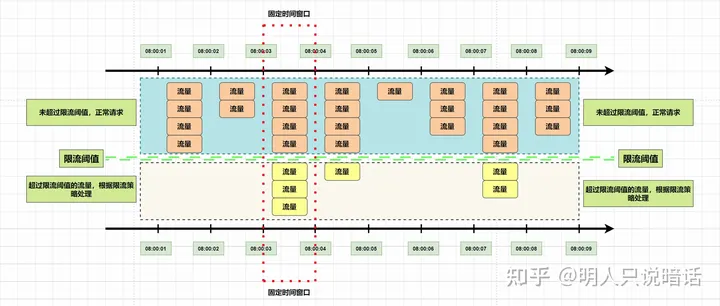 固定时间窗口
08:00:01 08:00:02 08:00:03 08:00:04 08:00:05 08:00:06 08:00:07 08:00:08 08:00:09
流量 流量 流量 流量 流量 流量 流量 流量
流量 流量 流量 流量 流量 流量 流量
流量 流量 流量 流量 流量 流量
流量 流量 流量 流量
未超过限流阈值，正常请求
未超过限流阈值，正常请求
限流阈值
限流阈值
超过限流阈值的流量，根据限流策
略处理
流量 流量 流量
流量 流量
流量
超过限流阈值的流量，根据限流策
略处理
08:00:01 08:00:02 08:00:03 08:00:04 08:00:05 08:00:06 08:00:07 08:00:08 08:00:09
固定时间窗口
知乎 @明人只说暗话